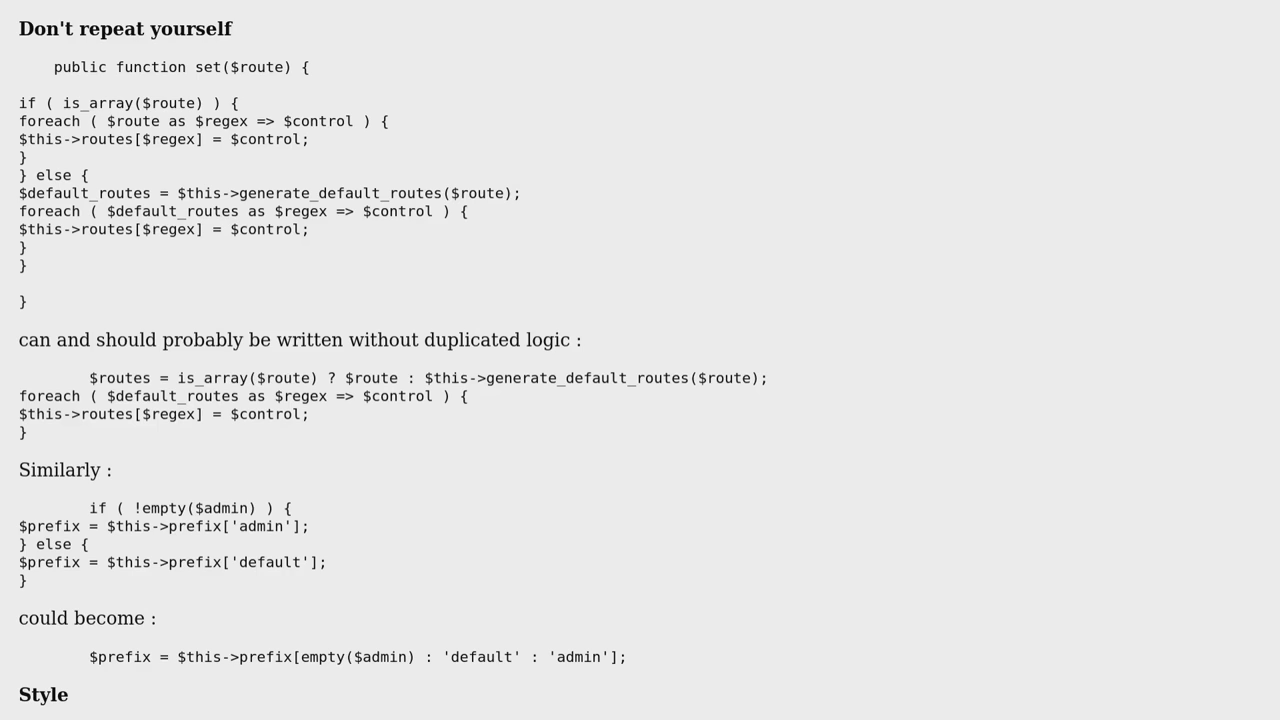 Don't repeat yourself
public function set($route) {
if ( is_array($route) ) {
foreach ( $route as $regex => $control ) {
$this->routes[$regex] = $control;
}
} else {
$default_routes = $this->generate_default_routes($route);
foreach ( $default_routes as $regex => $control ) {
$this->routes[$regex] = $control;
}
}
}
can and should probably be written without duplicated logic :
$routes = is_array($route) ? $route : $this->generate_default_routes($route);
foreach ( $default_routes as $regex => $control ) {
$this->routes[$regex] = $control;
}
Similarly :
if ( !empty($admin) ) {
$prefix = $this->prefix['admin'];
} else {
$prefix = $this->prefix['default'];
}
could become :
$prefix = $this->prefix[empty($admin) : 'default' : 'admin'];
Style